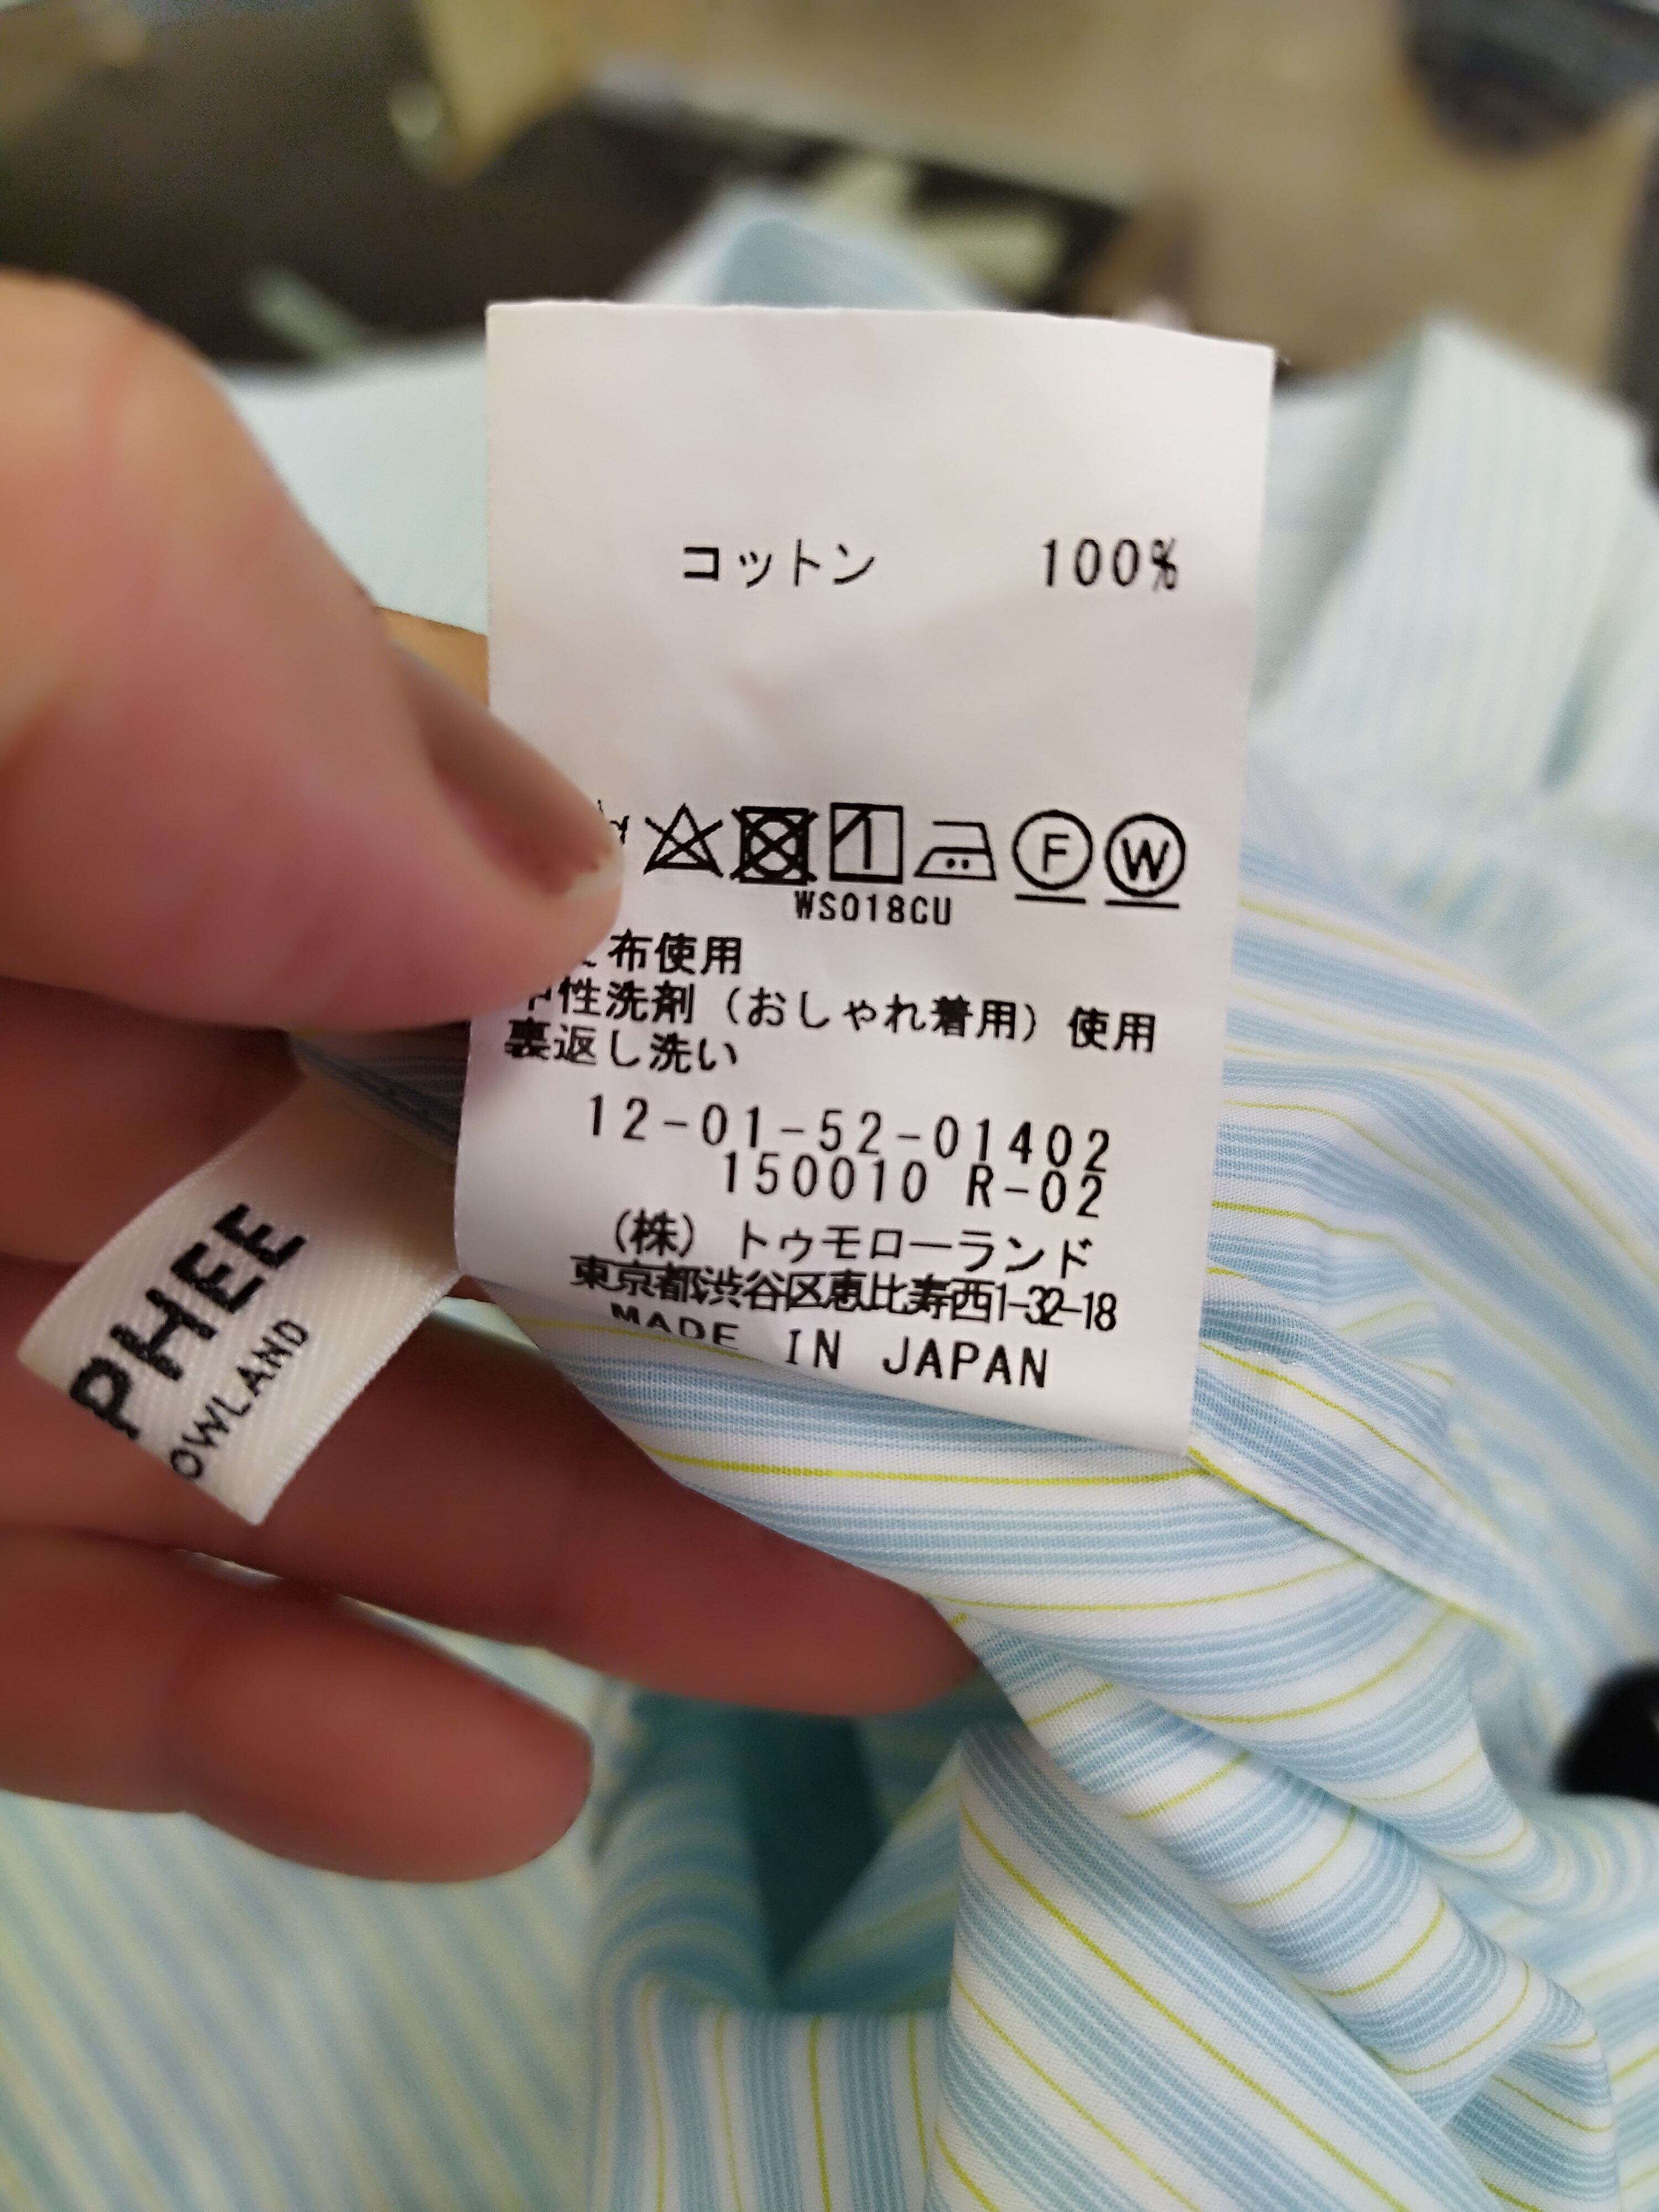 コットン 100%
F W
WS018CU
布使用
中性洗剤（おしゃれ着用）使用
裏返し洗い
12-01-52-01402
150010 R-02
（株）トゥモローランド
東京都渋谷区恵比寿西1-32-18
MADE IN JAPAN
PHEE
OWLAND